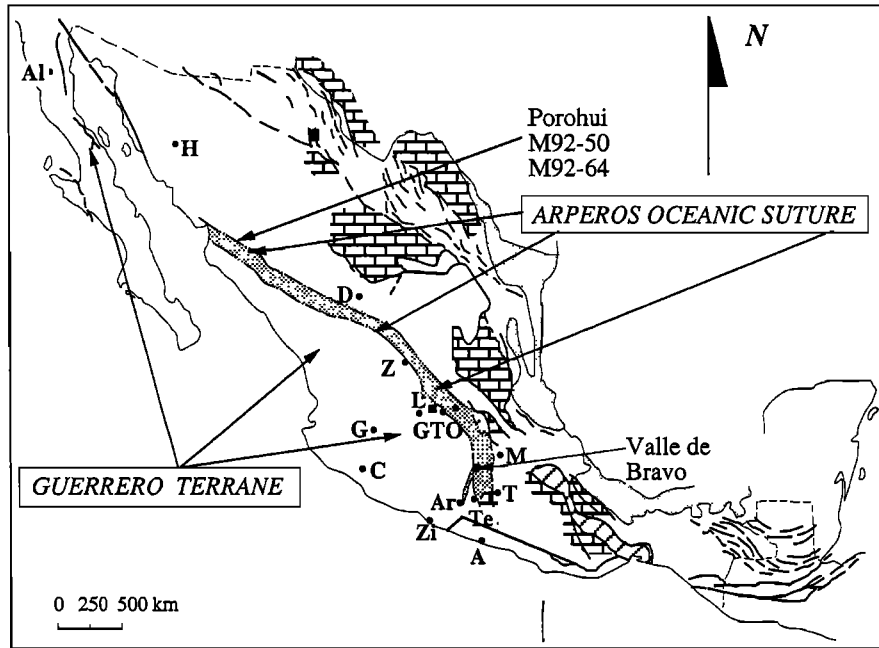 N
Al
H
Porohui
M92-50
M92-64
ARPEROS OCEANIC SUTURE
D
Z
L
GTO
G
M
C
Valle de
Bravo
GUERRERO TERRANE
Ar
Te
T
Zi
A
0 250 500 km